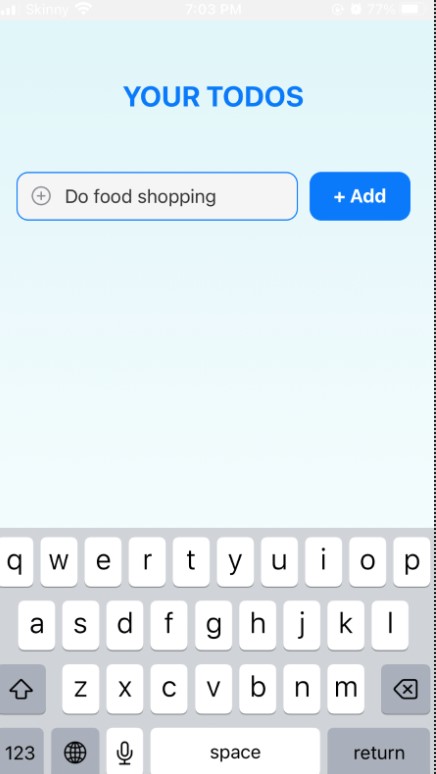 Skinny 7:03 PM 77%
YOUR TODOS
Do food shopping + Add
q w e r t y u i o p
a s d f g h j k l
z x c v b n m
123 space return